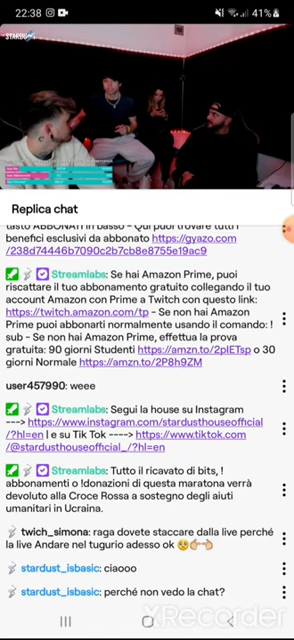 22:38
41%
STARDUST
Replica chat
tasto ABBONATI in basso - Qui puoi trovare tutti i
benefici esclusivi da abbonato https://gyazo.com
/238d74446b7090c2b7cb8e8755e19ac9
Streamlabs: Se hai Amazon Prime, puoi
riscattare il tuo abbonamento gratuito collegando il tuo
account Amazon con Prime a Twitch con questo link:
https://twitch.amazon.com/tp - Se non hai Amazon
Prime puoi abbonarti normalmente usando il comando: !
sub - Se non hai Amazon Prime, effettua la prova
gratuita: 90 giorni Studenti https://amzn.to/2pIETsp o 30
giorni Normale https://amzn.to/2P8h9ZM
user457990: weee
Streamlabs: Segui la house su Instagram
---> https://www.instagram.com/stardusthouseofficial
/?hl=en I e su Tik Tok ----> https://www.tiktok.com
/@stardusthouseofficial_/?hl=en
Streamlabs: Tutto il ricavato di bits, !
abbonamenti o !donazioni di questa maratona verrà
devoluto alla Croce Rossa a sostegno degli aiuti
umanitari in Ucraina.
twich_simona: raga dovete staccare dalla live perché
la live Andare nel tugurio adesso ok 🥺👉👈
stardust_isbasic: ciaooo
stardust_isbasic: perché non vedo la chat?
XRecorder